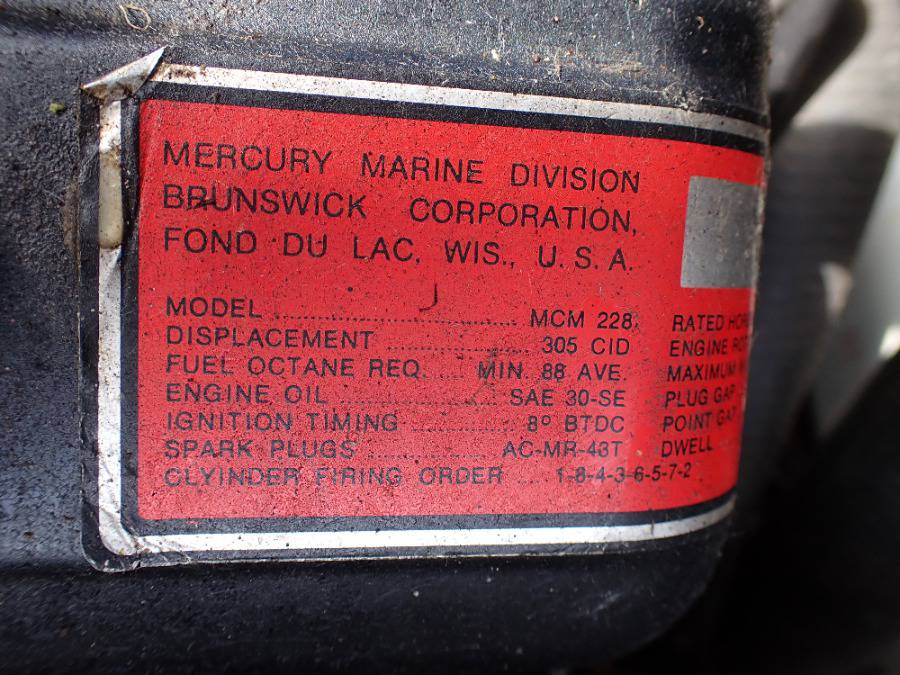 MERCURY MARINE DIVISION
BRUNSWICK CORPORATION,
FOND DU LAC, WIS., U.S.A.
MODEL ........ MCM 228
DISPLACEMENT ........ 305 CID
FUEL OCTANE REQ. ........ MIN. 88 AVE.
ENGINE OIL ........ SAE 30-SE
IGNITION TIMING ........ 8° BTDC
SPARK PLUGS ........ AC-MR-43T
CLYINDER FIRING ORDER .... 1-8-4-3-6-5-7-2
RATED
ENGINE
MAXIMUM
PLUG GAP
POINT GAP
DWELL